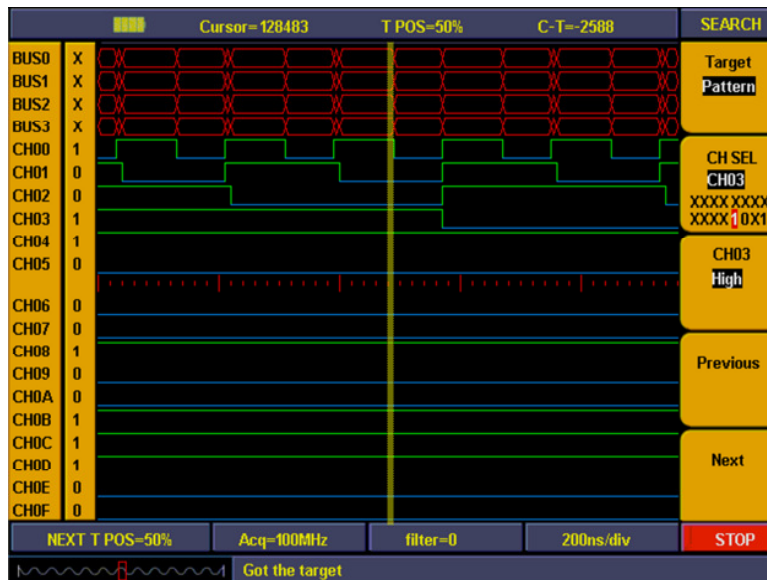 Cursor=128483 T POS=50% C-T=-2588 SEARCH
BUS0 X
BUS1 X
BUS2 X
BUS3 X
CH00 1
CH01 0
CH02 0
CH03 1
CH04 1
CH05 0
CH06 0
CH07 0
CH08 1
CH09 0
CH0A 0
CH0B 1
CH0C 1
CH0D 1
CH0E 0
CH0F 0
Target
Pattern
CH SEL
CH03
XXXX XXXX
XXXX 1 0X1
CH03
High
Previous
Next
NEXT T POS=50% Acq=100MHz filter=0 200ns/div STOP
Got the target